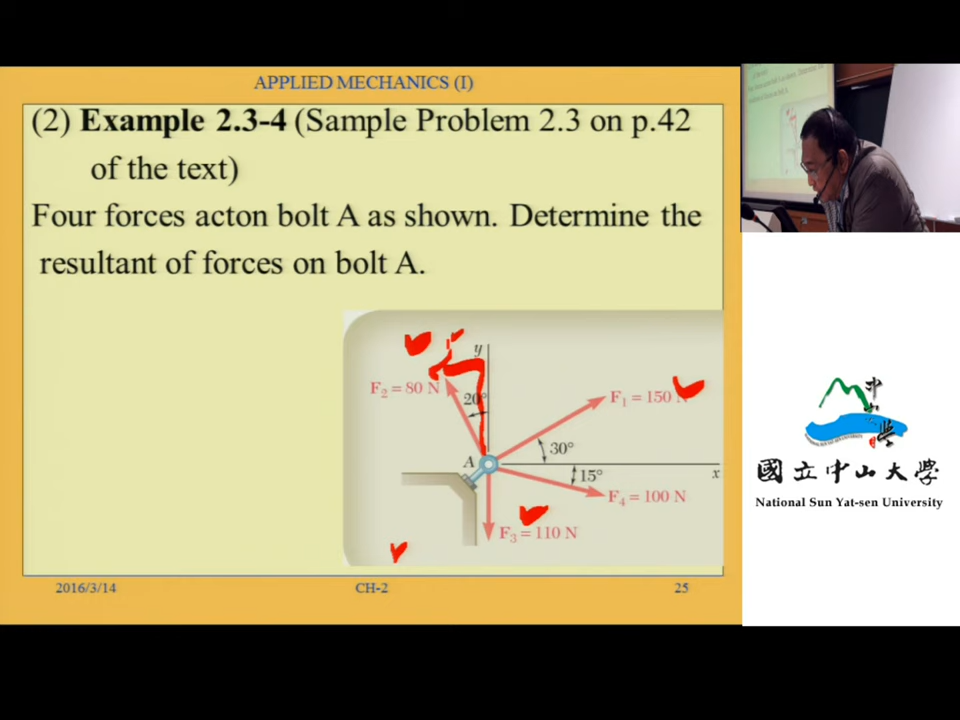 APPLIED MECHANICS (I)
(2) Example 2.3-4 (Sample Problem 2.3 on p.42
of the text)
Four forces acton bolt A as shown. Determine the
resultant of forces on bolt A.
y
F₂ = 80 N
20°
F₁ = 150 N
A
30°
15°
x
F₄ = 100 N
F₃ = 110 N
2016/3/14
CH-2
25
國立中山大學
National Sun Yat-sen University